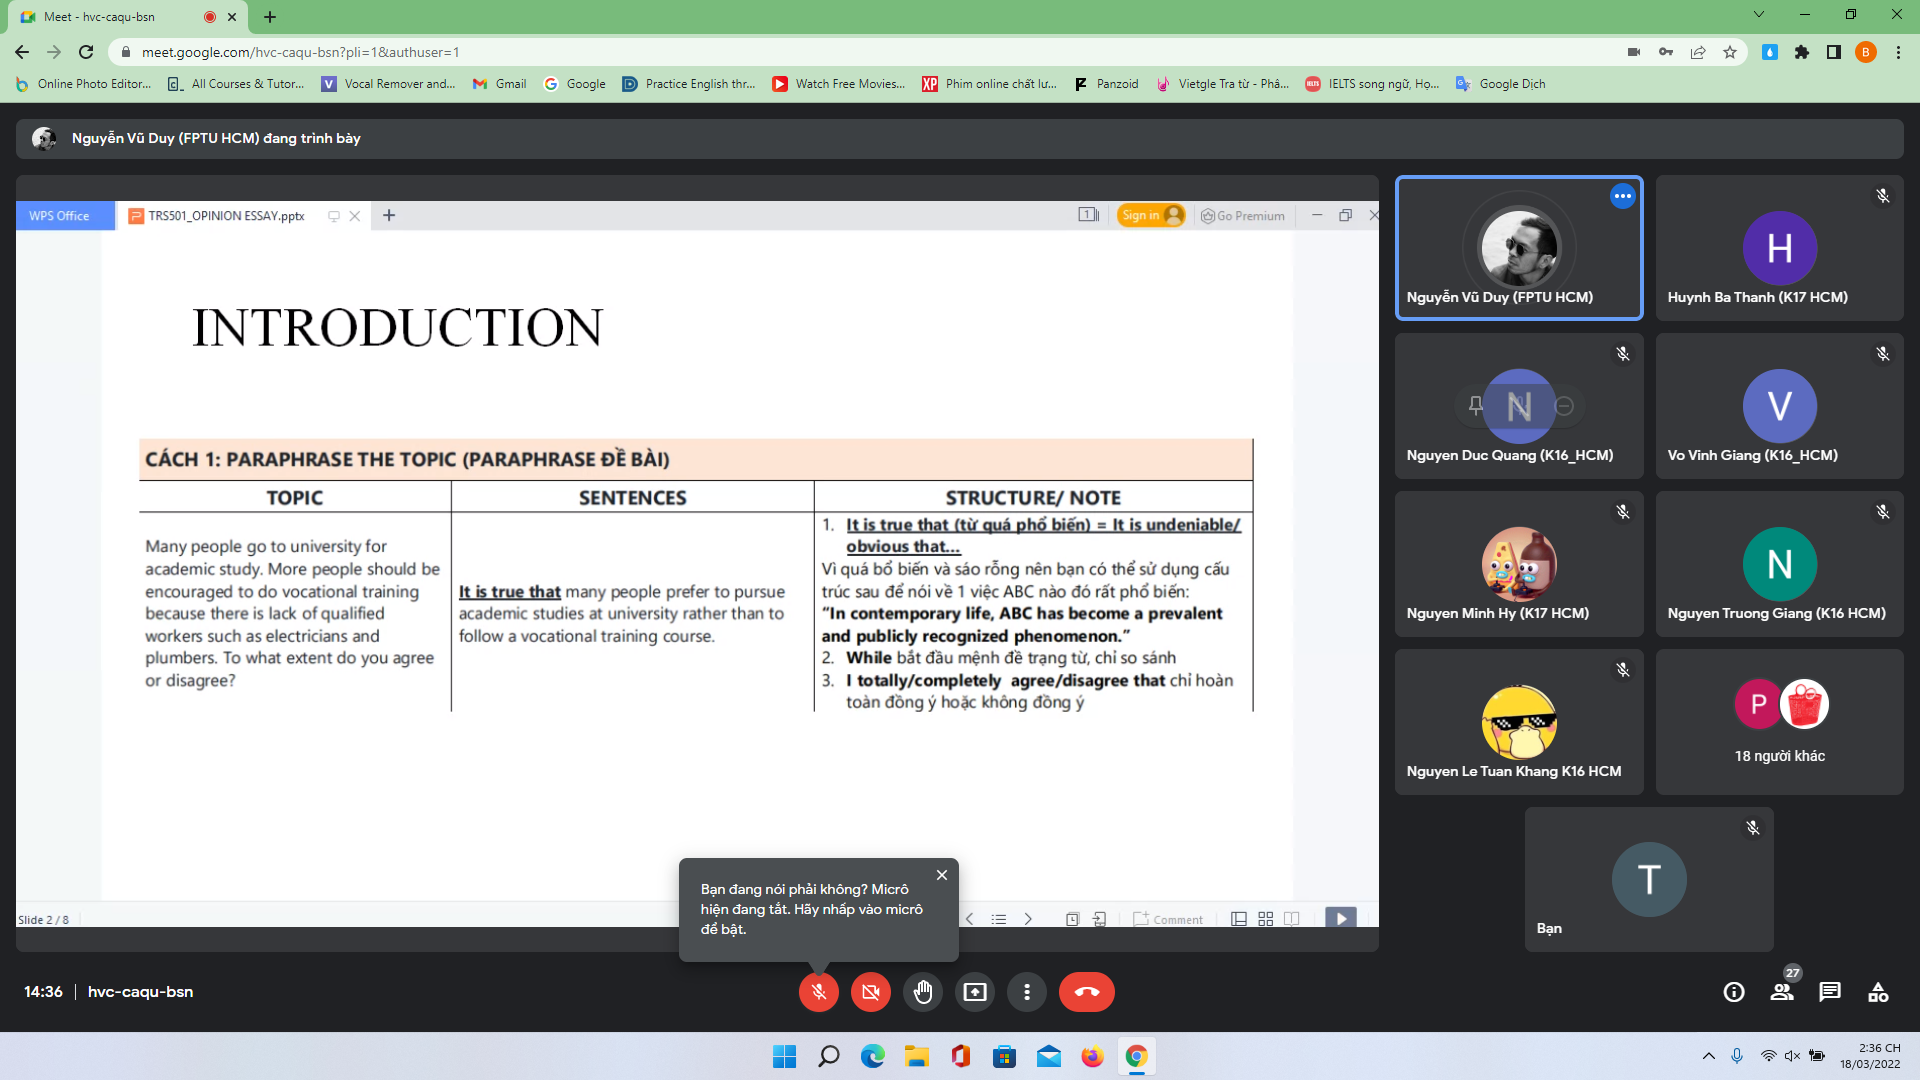 Meet - hvc-caqu-bsn
meet.google.com/hvc-caqu-bsn?pli=1&authuser=1
B
Online Photo Editor...
All Courses & Tutor...
Vocal Remover and...
Gmail
Google
Practice English thr...
Watch Free Movies...
Phim online chất lư...
Panzoid
Vietgle Tra từ - Phâ...
IELTS song ngữ, Họ...
Google Dịch
Nguyễn Vũ Duy (FPTU HCM) đang trình bày
WPS Office
TRS501_OPINION ESSAY.pptx
1
Sign in
Go Premium
INTRODUCTION
CÁCH 1: PARAPHRASE THE TOPIC (PARAPHRASE ĐỀ BÀI)
TOPIC
SENTENCES
STRUCTURE/ NOTE
Many people go to university for
academic study. More people should be
encouraged to do vocational training
because there is lack of qualified
workers such as electricians and
plumbers. To what extent do you agree
or disagree?
It is true that many people prefer to pursue
academic studies at university rather than to
follow a vocational training course.
1. It is true that (từ quá phổ biến) = It is undeniable/
obvious that...
Vì quá bổ biến và sáo rỗng nên bạn có thể sử dụng cấu
trúc sau để nói về 1 việc ABC nào đó rất phổ biến:
“In contemporary life, ABC has become a prevalent
and publicly recognized phenomenon.”
2. While bắt đầu mệnh đề trạng từ, chỉ so sánh
3. I totally/completely agree/disagree that chỉ hoàn
toàn đồng ý hoặc không đồng ý
Slide 2 / 8
Comment
Bạn đang nói phải không? Micrô
hiện đang tắt. Hãy nhấp vào micrô
để bật.
Nguyễn Vũ Duy (FPTU HCM)
H
Huynh Ba Thanh (K17 HCM)
N
Nguyen Duc Quang (K16_HCM)
V
Vo Vinh Giang (K16_HCM)
Nguyen Minh Hy (K17 HCM)
N
Nguyen Truong Giang (K16 HCM)
Nguyen Le Tuan Khang K16 HCM
P
18 người khác
T
Bạn
14:36 | hvc-caqu-bsn
27
2:36 CH
18/03/2022